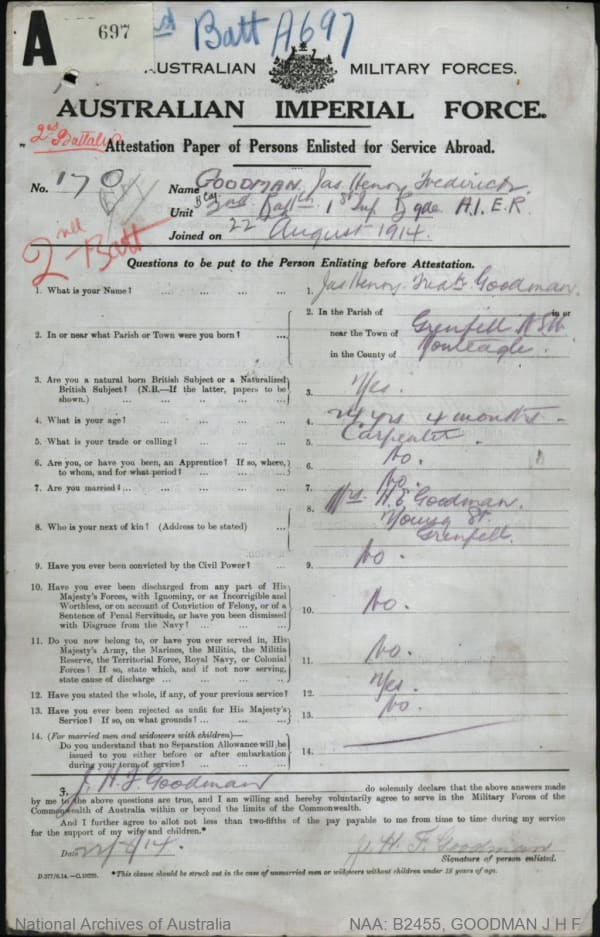 A 697 2nd Batt A697
AUSTRALIAN MILITARY FORCES.
AUSTRALIAN IMPERIAL FORCE.
2nd Battalion
Attestation Paper of Persons Enlisted for Service Abroad.
No. 170 Name GOODMAN Jas Henry Frederick
Unit B Coy 2nd Battn 1st Inf Bgde A.I.E.R.
Joined on 22 August 1914.
2nd Batt
Questions to be put to the Person Enlisting before Attestation.
1. What is your Name? ... ... ... 1. Jas Henry Fredk Goodman.
2. In or near what Parish or Town were you born? ... 2. In the Parish of in or
near the Town of Grenfell NSW
in the County of Monteagle.
3. Are you a natural born British Subject or a Naturalized
British Subject? (N.B.—If the latter, papers to be
shown.) ... ... ... ... 3. Yes.
4. What is your age? ... ... ... 4. 24 yrs 4 months -
5. What is your trade or calling? ... ... 5. Carpenter.
6. Are you, or have you been, an Apprentice? If so, where,
to whom, and for what period? ... ... 6. No.
7. Are you married? ... ... ... ... 7. No.
8. Who is your next of kin? (Address to be stated) ... 8. Mrs. H. E Goodman.
Young St.
Grenfell.
9. Have you ever been convicted by the Civil Power? ... 9. No.
10. Have you ever been discharged from any part of His
Majesty's Forces, with Ignominy, or as Incorrigible and
Worthless, or on account of Conviction of Felony, or of a
Sentence of Penal Servitude, or have you been dismissed
with Disgrace from the Navy? ... ... ... 10. No.
11. Do you now belong to, or have you ever served in, His
Majesty's Army, the Marines, the Militia, the Militia
Reserve, the Territorial Force, Royal Navy, or Colonial
Forces? If so, state which, and if not now serving,
state cause of discharge ... ... ... 11. No.
12. Have you stated the whole, if any, of your previous service? 12. Yes.
13. Have you ever been rejected as unfit for His Majesty's
Service? If so, on what grounds? ... ... ... 13. No.
14. (For married men and widowers with children)—
Do you understand that no Separation Allowance will be
issued to you either before or after embarkation
during your term of service? ... ... ... 14.
I, J. H. F. Goodman do solemnly declare that the above answers made
by me to the above questions are true, and I am willing and hereby voluntarily agree to serve in the Military Forces of the
Commonwealth of Australia within or beyond the limits of the Commonwealth.
And I further agree to allot not less than two-fifths of the pay payable to me from time to time during my service
for the support of my wife and children.*
Date J. H. F. Goodman
Signature of person enlisted.
D.377/8.14.—C.10235. *This clause should be struck out in the case of unmarried men or widowers without children under 18 years of age.
National Archives of Australia NAA: B2455, GOODMAN J H F